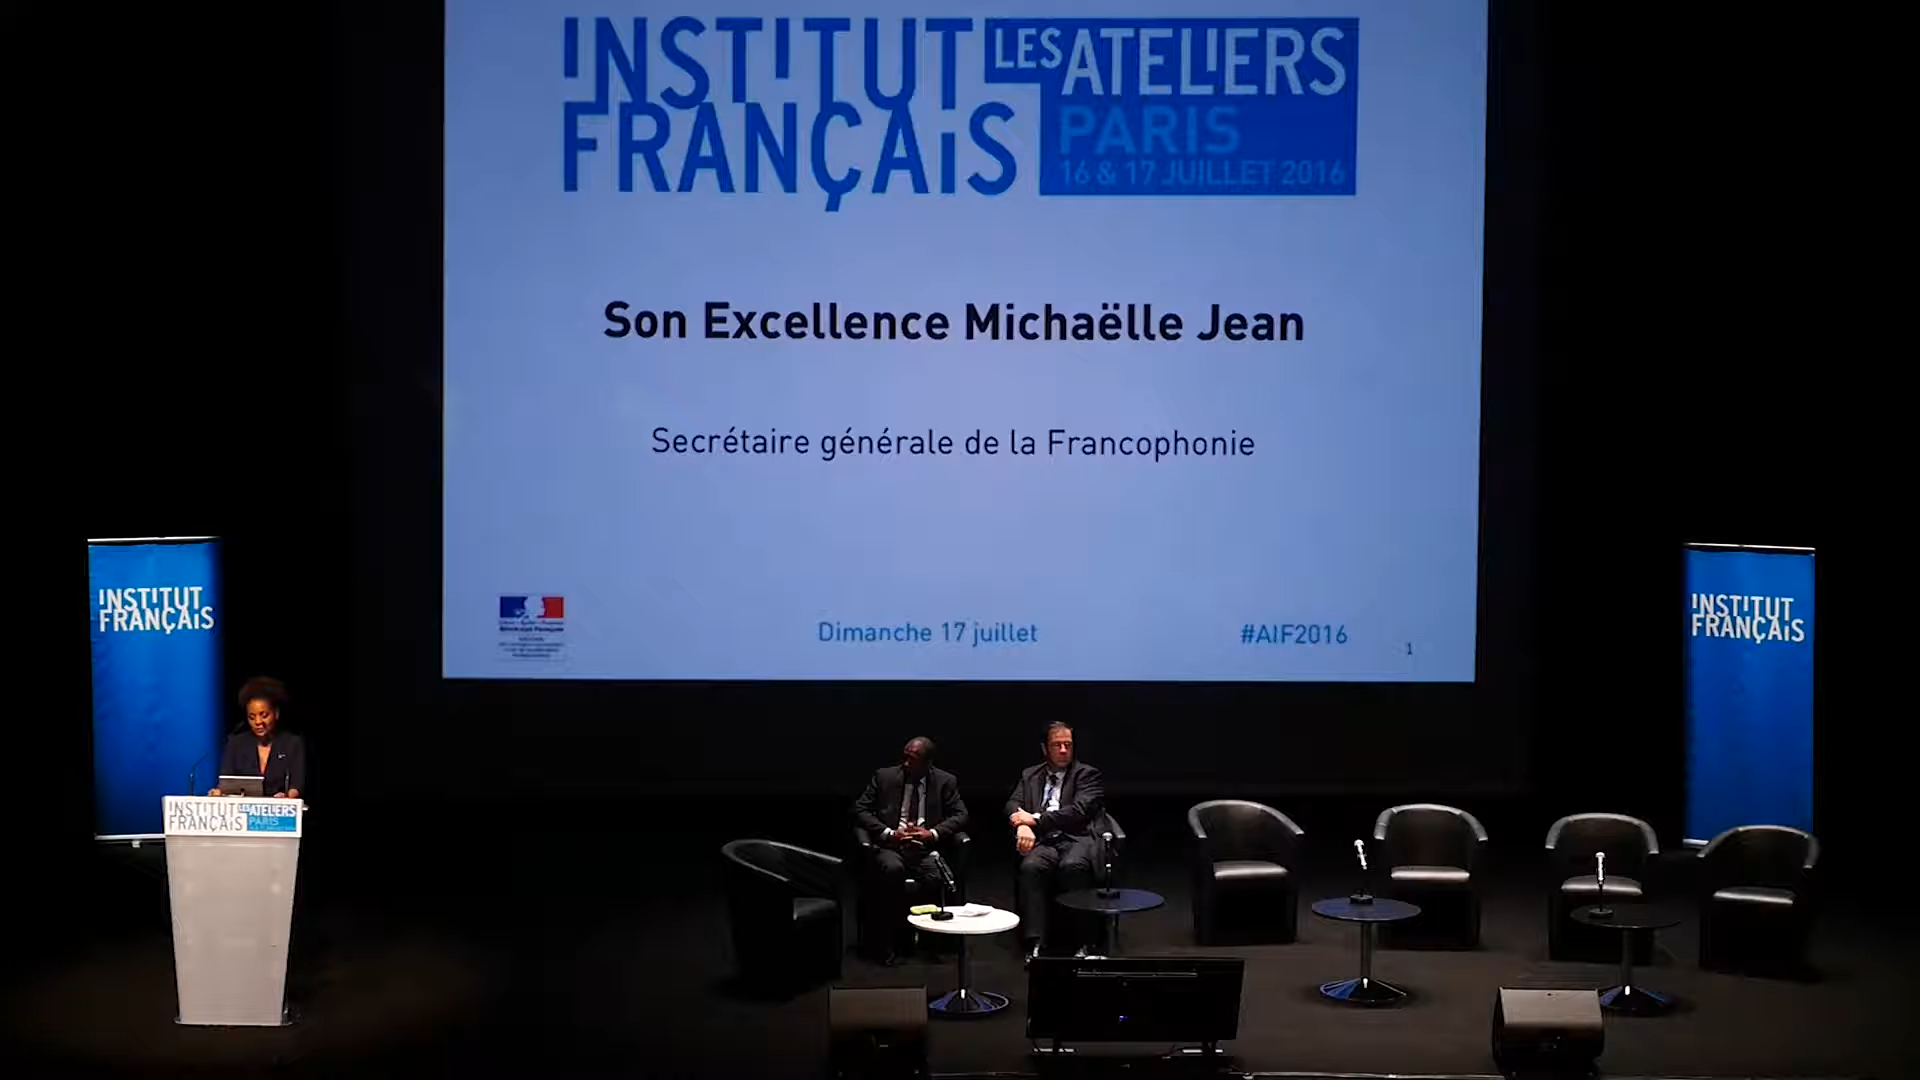 INSTITUT
FRANÇAIS
LES ATELIERS
PARIS
16 & 17 JUILLET 2016
Son Excellence Michaëlle Jean
Secrétaire générale de la Francophonie
Dimanche 17 juillet
#AIF2016
1
INSTITUT
FRANÇAIS
INSTITUT
FRANÇAIS
INSTITUT
FRANÇAIS
LES ATELIERS
PARIS